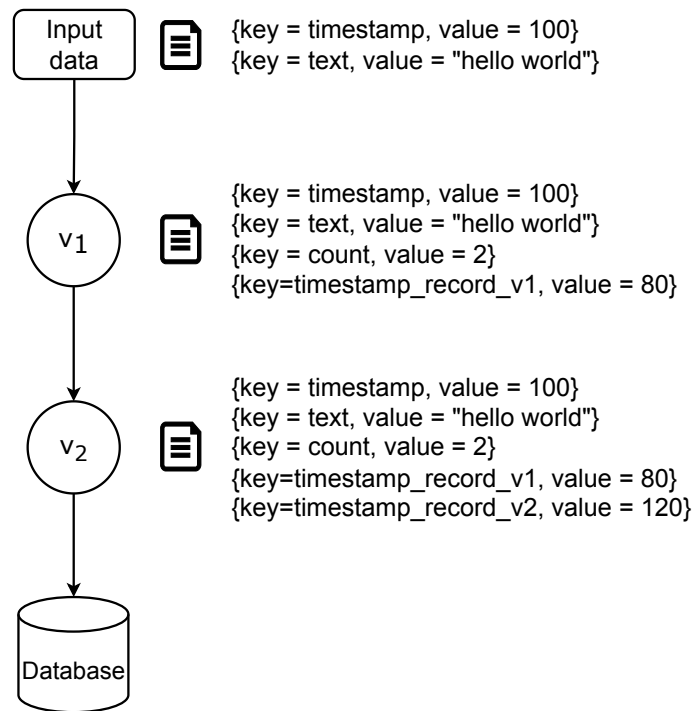 Input
data
{key = timestamp, value = 100}
{key = text, value = "hello world"}
v1
{key = timestamp, value = 100}
{key = text, value = "hello world"}
{key = count, value = 2}
{key=timestamp_record_v1, value = 80}
v2
{key = timestamp, value = 100}
{key = text, value = "hello world"}
{key = count, value = 2}
{key=timestamp_record_v1, value = 80}
{key=timestamp_record_v2, value = 120}
Database